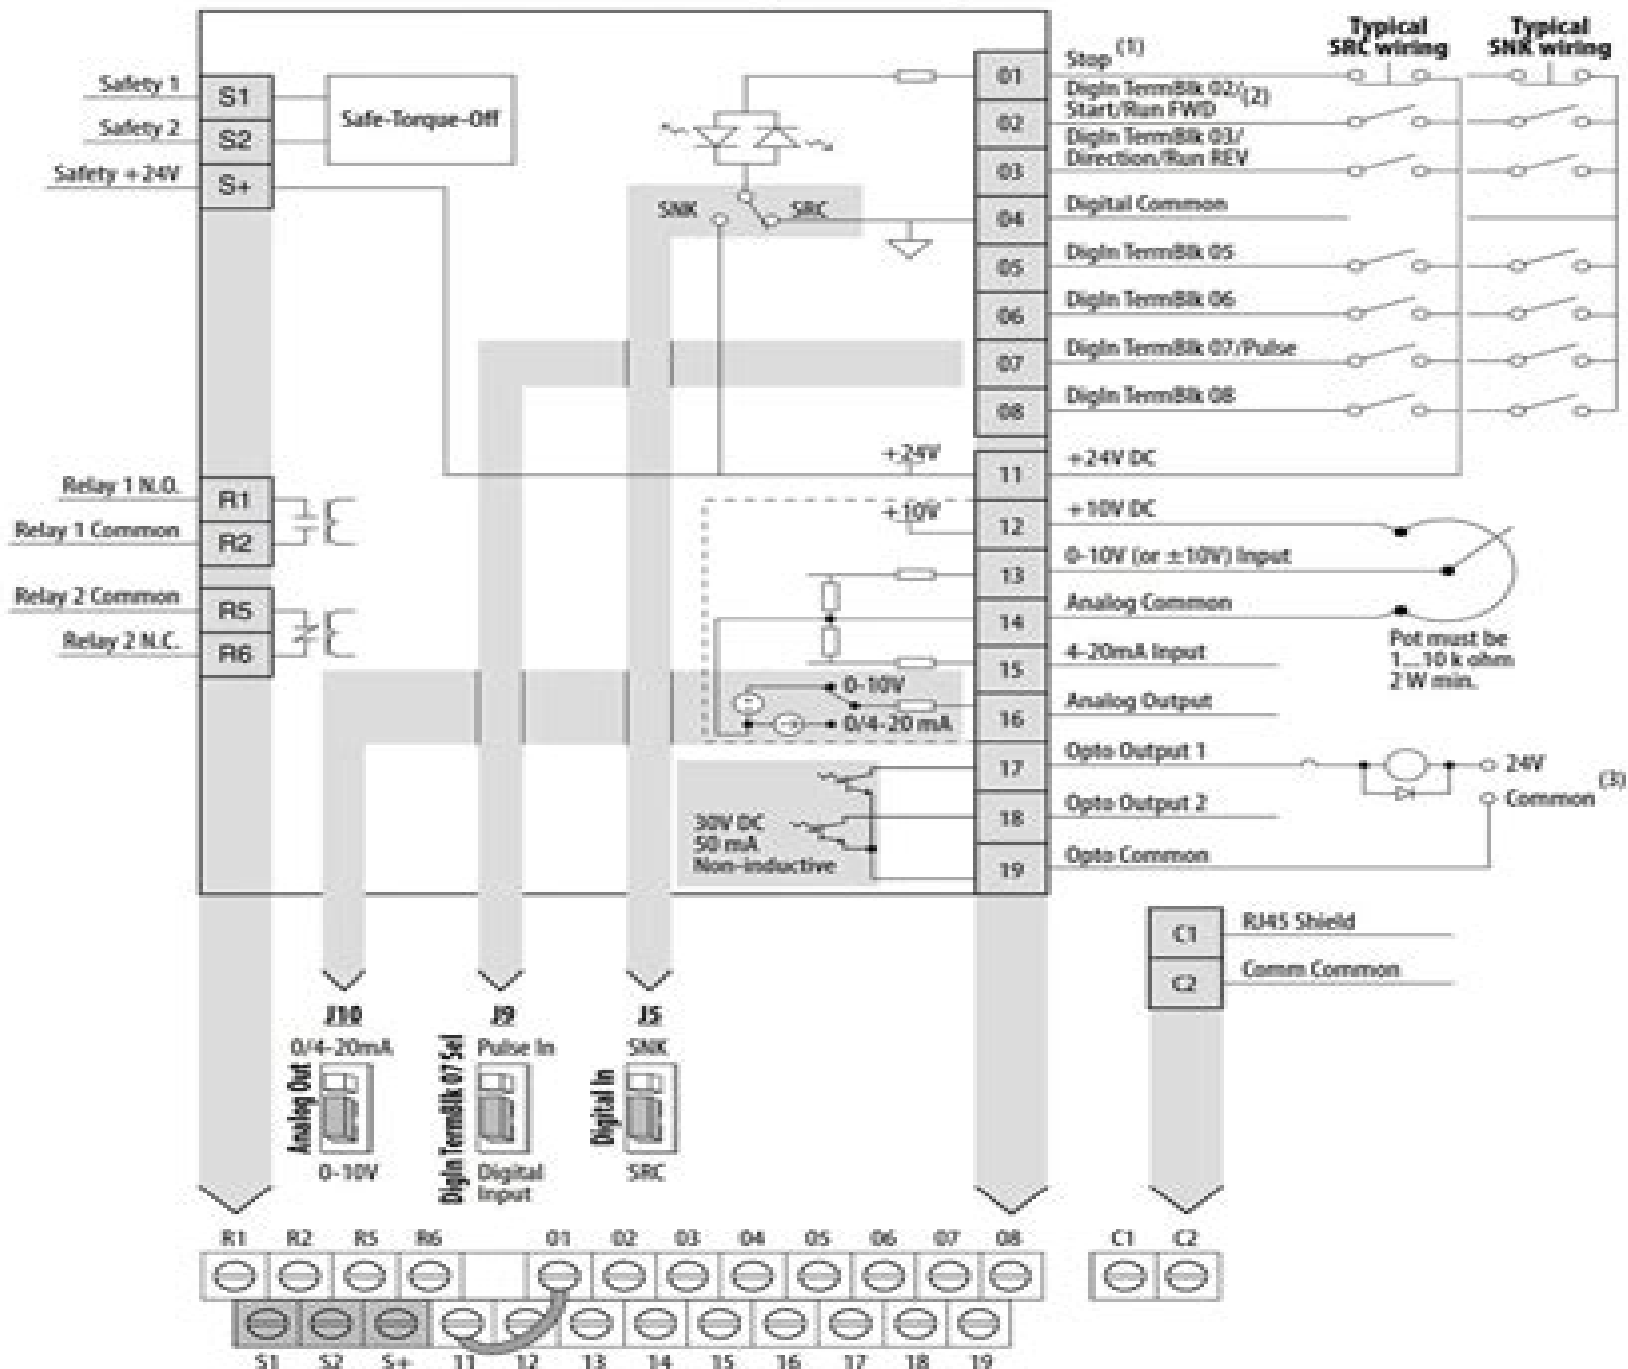 Typical
SRC wiring
Typical
SNK wiring
Safety 1
S1
Safety 2
S2
Safety +24V
S+
Safe-Torque-Off
SNK
SRC
01
Stop (1)
02
DigIn TermBlk 02/ (2)
Start/Run FWD
03
DigIn TermBlk 03/
Direction/Run REV
04
Digital Common
05
DigIn TermBlk 05
06
DigIn TermBlk 06
07
DigIn TermBlk 07/Pulse
08
DigIn TermBlk 08
+24V
11
+24V DC
Relay 1 N.O.
R1
Relay 1 Common
R2
Relay 2 Common
R5
Relay 2 N.C.
R6
+10V
12
+10V DC
13
0-10V (or ±10V) Input
14
Analog Common
Pot must be
1...10 k ohm
2 W min.
15
4-20mA Input
0-10V
0/4-20 mA
16
Analog Output
17
Opto Output 1
24V
Common (3)
18
Opto Output 2
30V DC
50 mA
Non-inductive
19
Opto Common
C1
RJ45 Shield
C2
Comm Common
J10
0/4-20mA
Analog Out
0-10V
J9
Pulse In
DigIn TermBlk 07 Sel
Digital
Input
J5
SNK
Digital In
SRC
R1 R2 R5 R6 01 02 03 04 05 06 07 08 C1 C2
S1 S2 S+ 11 12 13 14 15 16 17 18 19